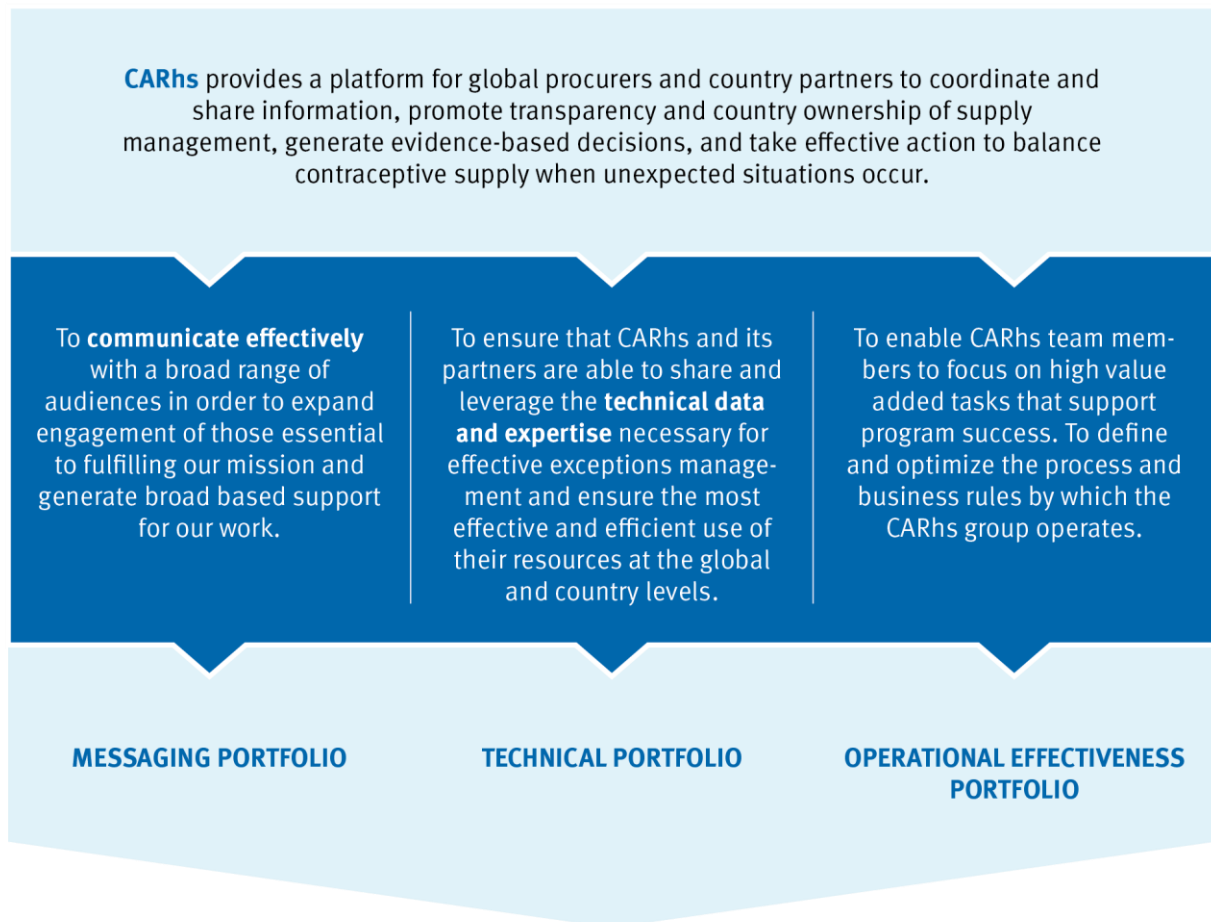 CARhs provides a platform for global procurers and country partners to coordinate and
share information, promote transparency and country ownership of supply
management, generate evidence-based decisions, and take effective action to balance
contraceptive supply when unexpected situations occur.
To communicate effectively
with a broad range of
audiences in order to expand
engagement of those essential
to fulfilling our mission and
generate broad based support
for our work.
To ensure that CARhs and its
partners are able to share and
leverage the technical data
and expertise necessary for
effective exceptions manage-
ment and ensure the most
effective and efficient use of
their resources at the global
and country levels.
To enable CARhs team mem-
bers to focus on high value
added tasks that support
program success. To define
and optimize the process and
business rules by which the
CARhs group operates.
MESSAGING PORTFOLIO
TECHNICAL PORTFOLIO
OPERATIONAL EFFECTIVENESS
PORTFOLIO